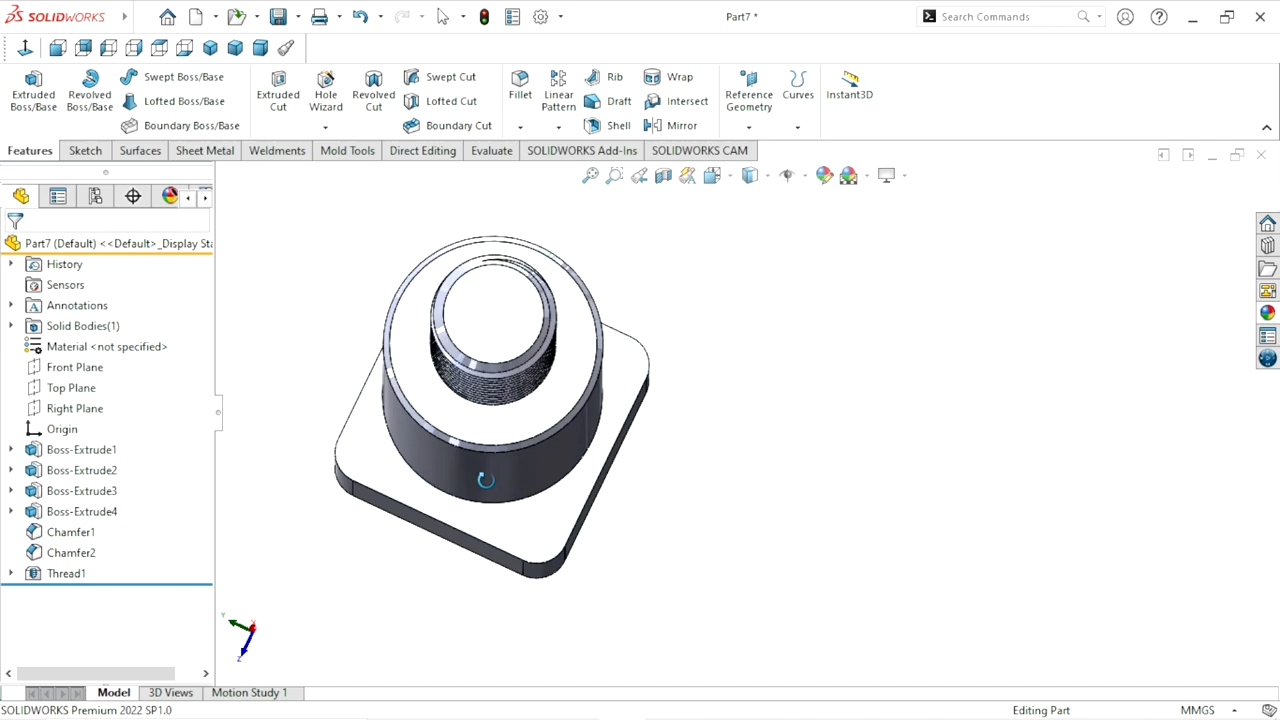 SOLIDWORKS
Part7 *
Search Commands
Extruded Boss/Base
Revolved Boss/Base
Swept Boss/Base
Lofted Boss/Base
Boundary Boss/Base
Extruded Cut
Hole Wizard
Revolved Cut
Swept Cut
Lofted Cut
Boundary Cut
Fillet
Linear Pattern
Rib
Draft
Shell
Wrap
Intersect
Mirror
Reference Geometry
Curves
Instant3D
Features
Sketch
Surfaces
Sheet Metal
Weldments
Mold Tools
Direct Editing
Evaluate
SOLIDWORKS Add-Ins
SOLIDWORKS CAM
Part7 (Default) <<Default>_Display Sta
History
Sensors
Annotations
Solid Bodies(1)
Material <not specified>
Front Plane
Top Plane
Right Plane
Origin
Boss-Extrude1
Boss-Extrude2
Boss-Extrude3
Boss-Extrude4
Chamfer1
Chamfer2
Thread1
Y
X
Z
Model
3D Views
Motion Study 1
SOLIDWORKS Premium 2022 SP1.0
Editing Part
MMGS